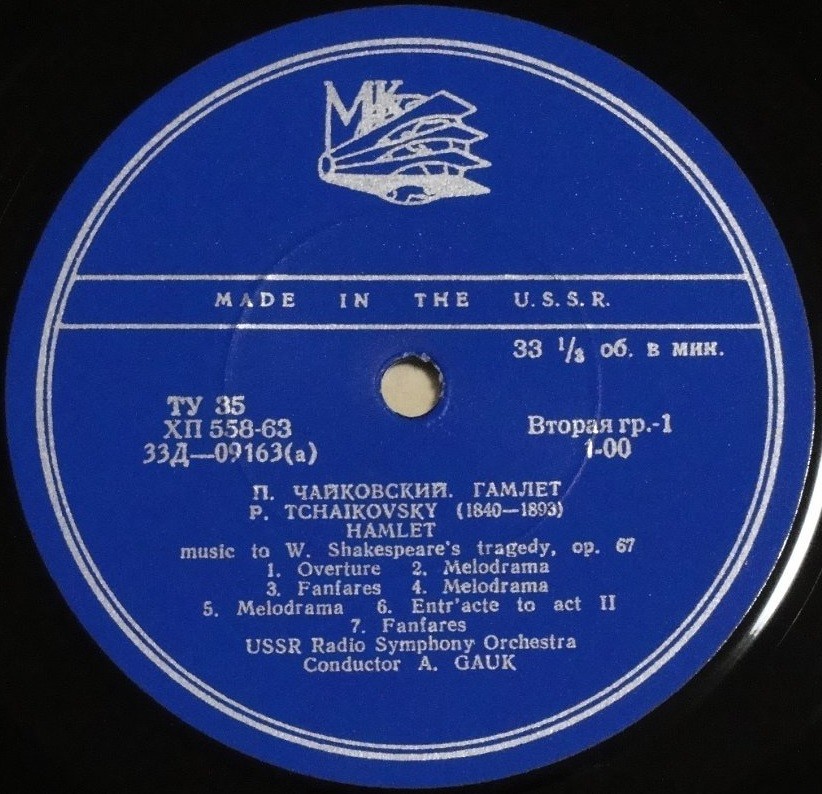 МК
MADE IN THE U.S.S.R.
33 1/3 об. в мин.
ТУ 35
ХП 558-63
33Д—09163(а)
Вторая гр.-1
1-00
П. ЧАЙКОВСКИЙ. ГАМЛЕТ
P. TCHAIKOVSKY (1840—1893)
HAMLET
music to W. Shakespeare's tragedy, op. 67
1. Overture 2. Melodrama
3. Fanfares 4. Melodrama
5. Melodrama 6. Entr'acte to act II
7. Fanfares
USSR Radio Symphony Orchestra
Conductor A. GAUK